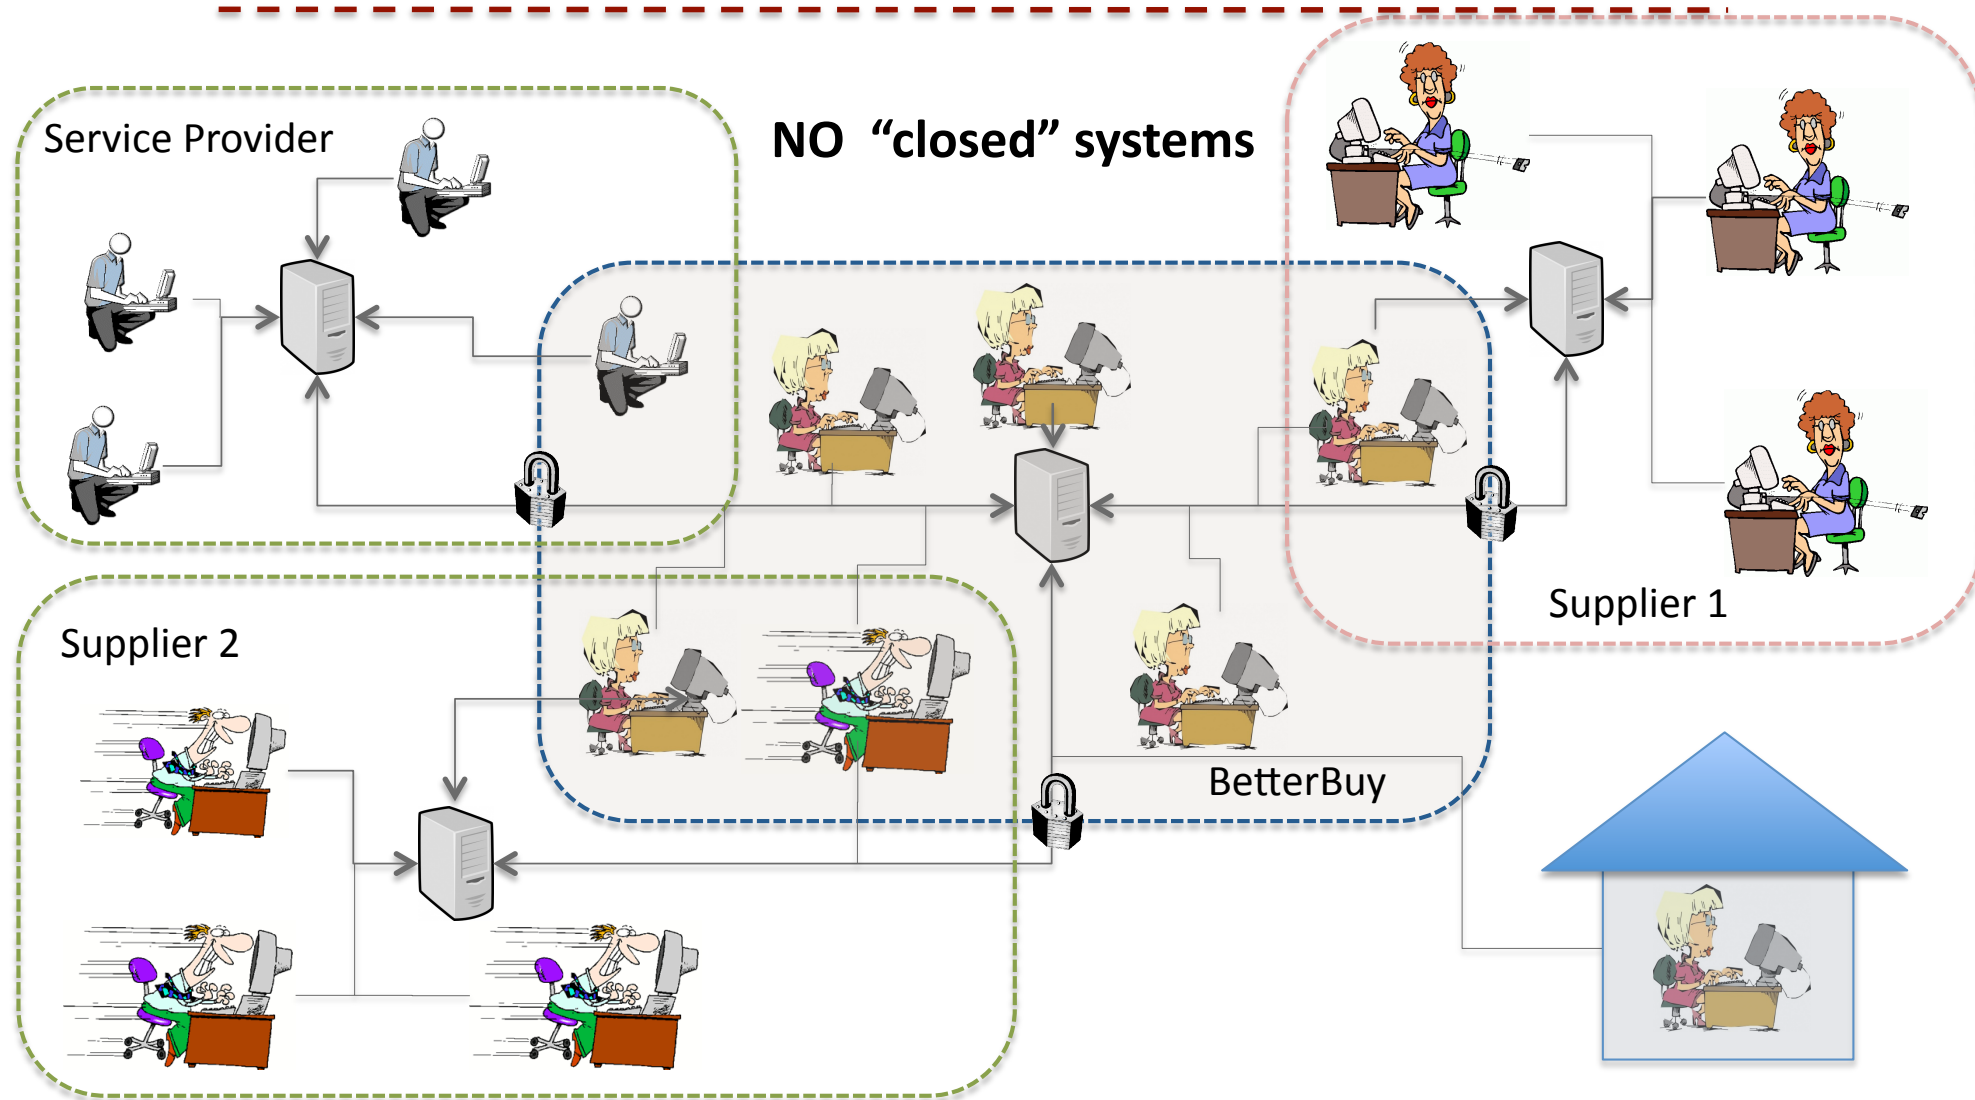 Service Provider
NO “closed” systems
Supplier 1
Supplier 2
BetterBuy